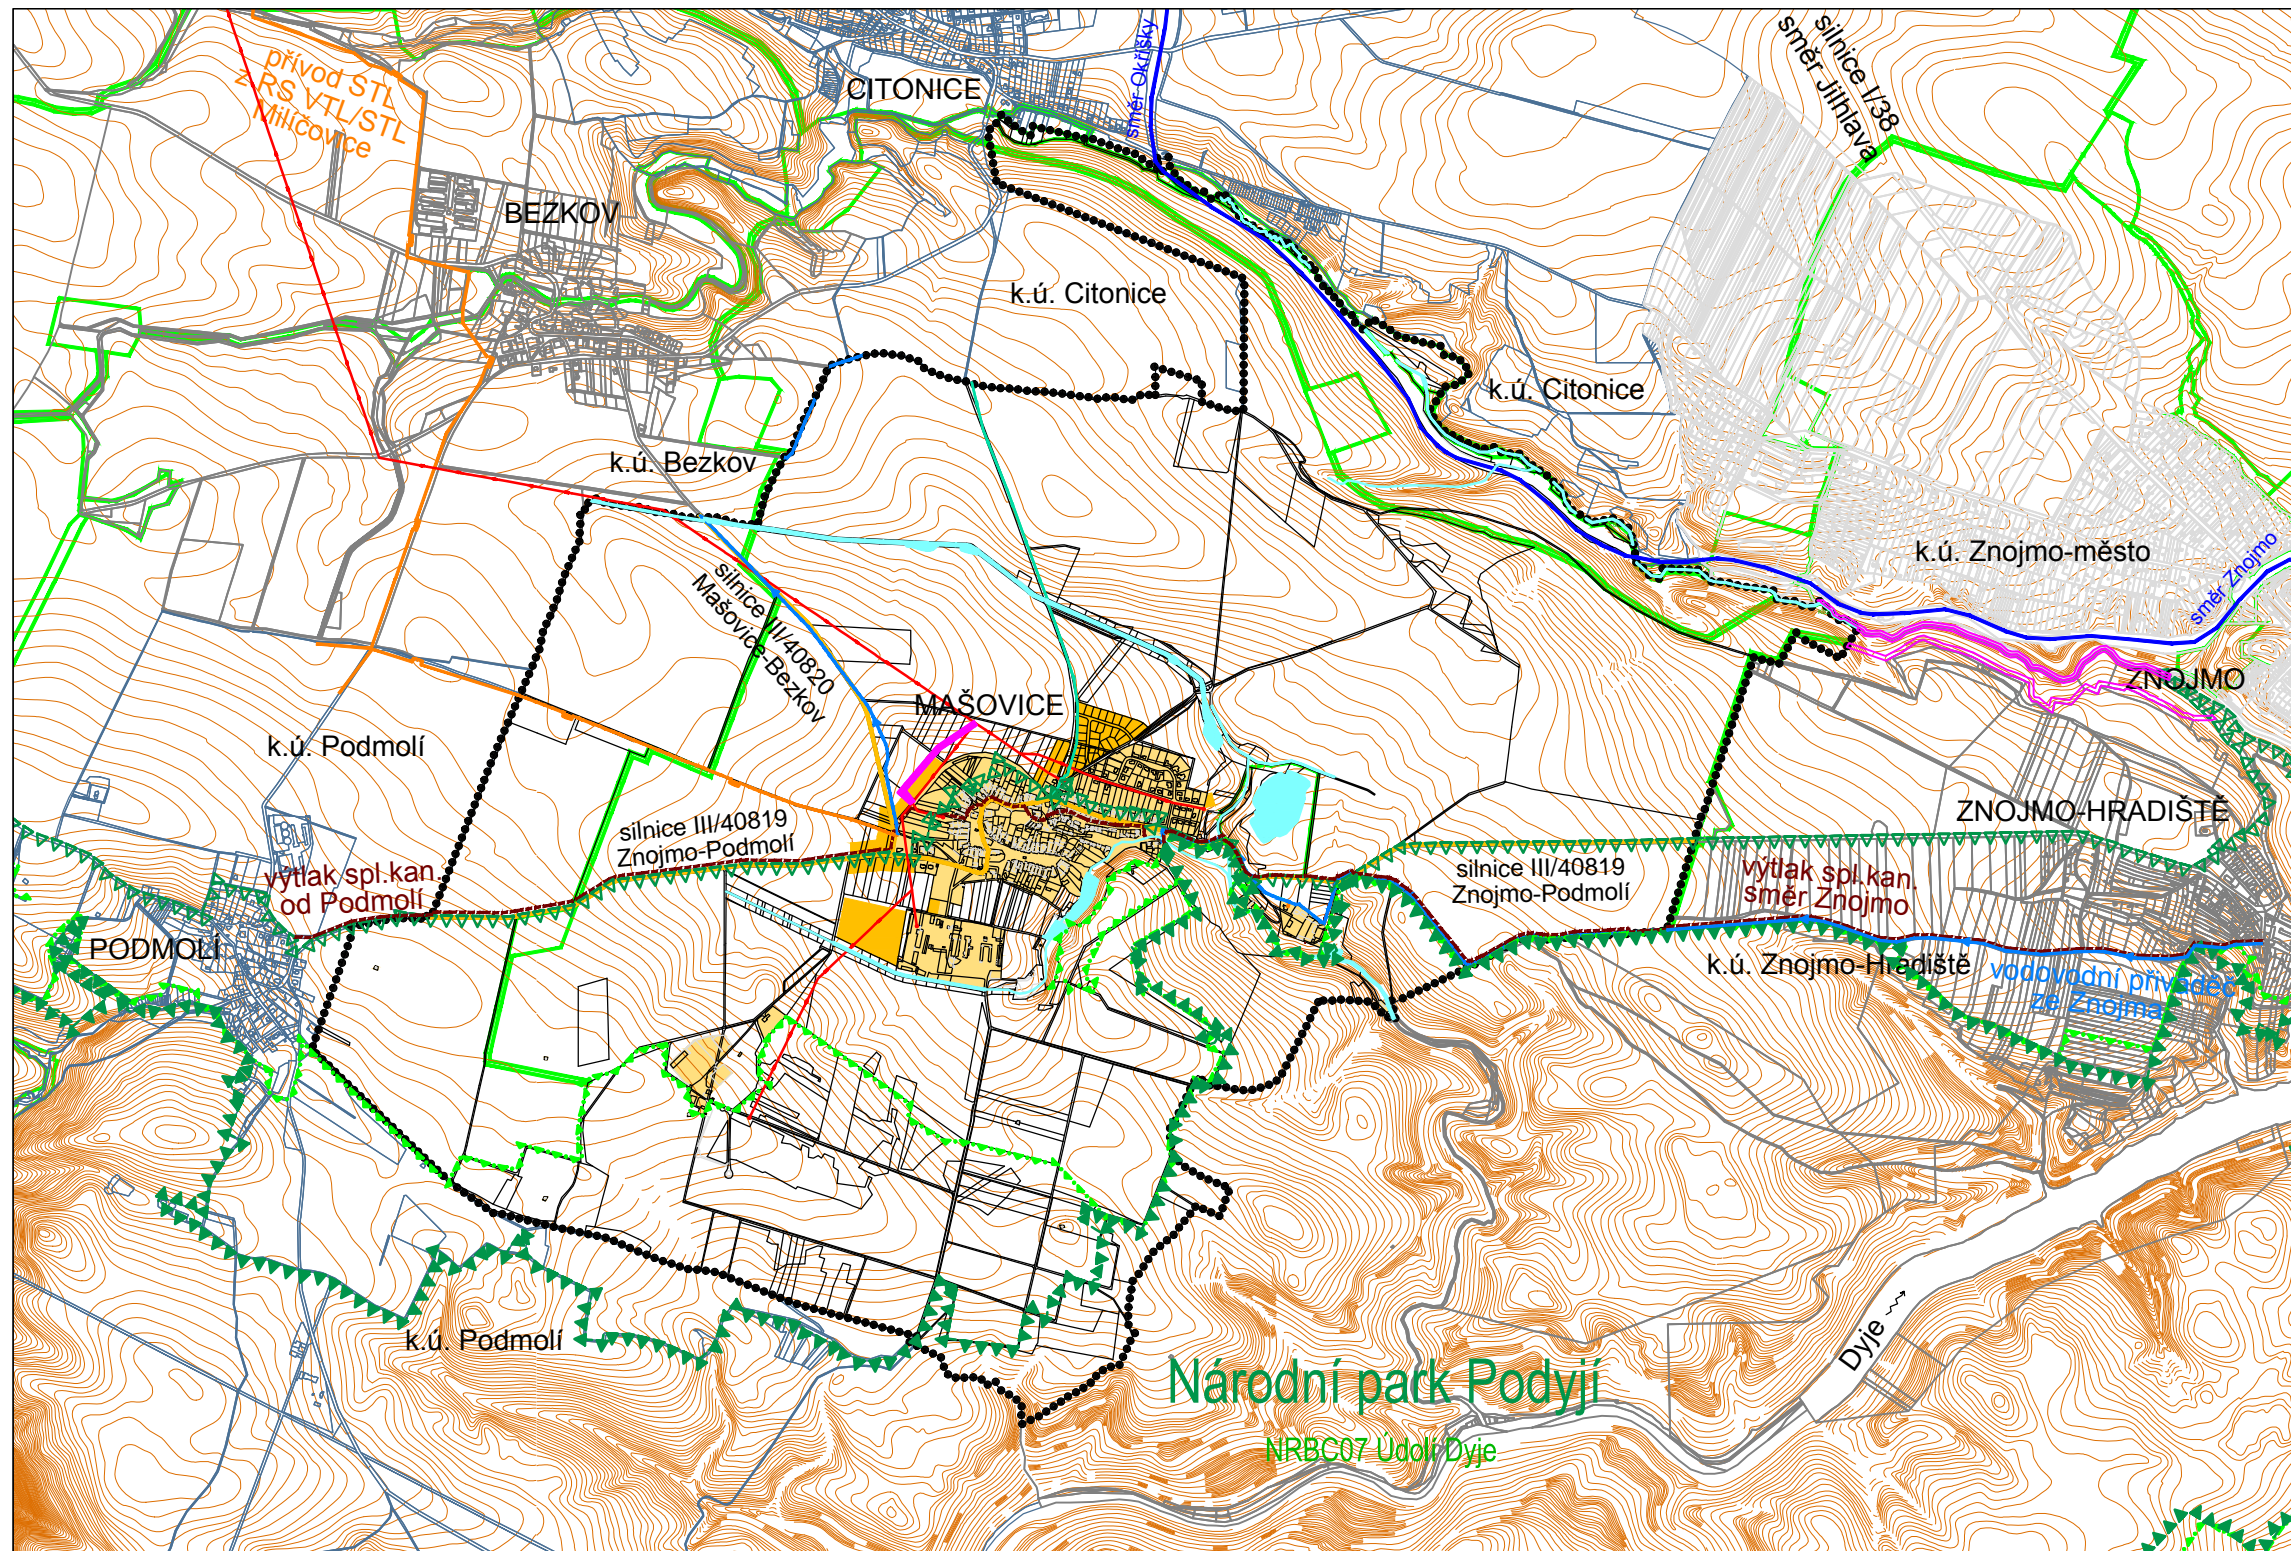 přívod STL
z RS VTL/STL
Milíčovice
CITONICE
směr Okříšky
silnice I/38
směr Jihlava
BEZKOV
k.ú. Citonice
k.ú. Citonice
k.ú. Bezkov
k.ú. Znojmo-město
směr Znojmo
silnice III/40820
Mašovice-Bezkov
MAŠOVICE
ZNOJMO
k.ú. Podmolí
silnice III/40819
Znojmo-Podmolí
ZNOJMO-HRADIŠTĚ
silnice III/40819
Znojmo-Podmolí
výtlak spl.kan.
směr Znojmo
výtlak spl.kan.
od Podmolí
PODMOLÍ
k.ú. Znojmo-Hradiště
vodovodní přivaděč
ze Znojma
k.ú. Podmolí
Dyje
Národní park Podyjí
NRBC07 Údolí Dyje